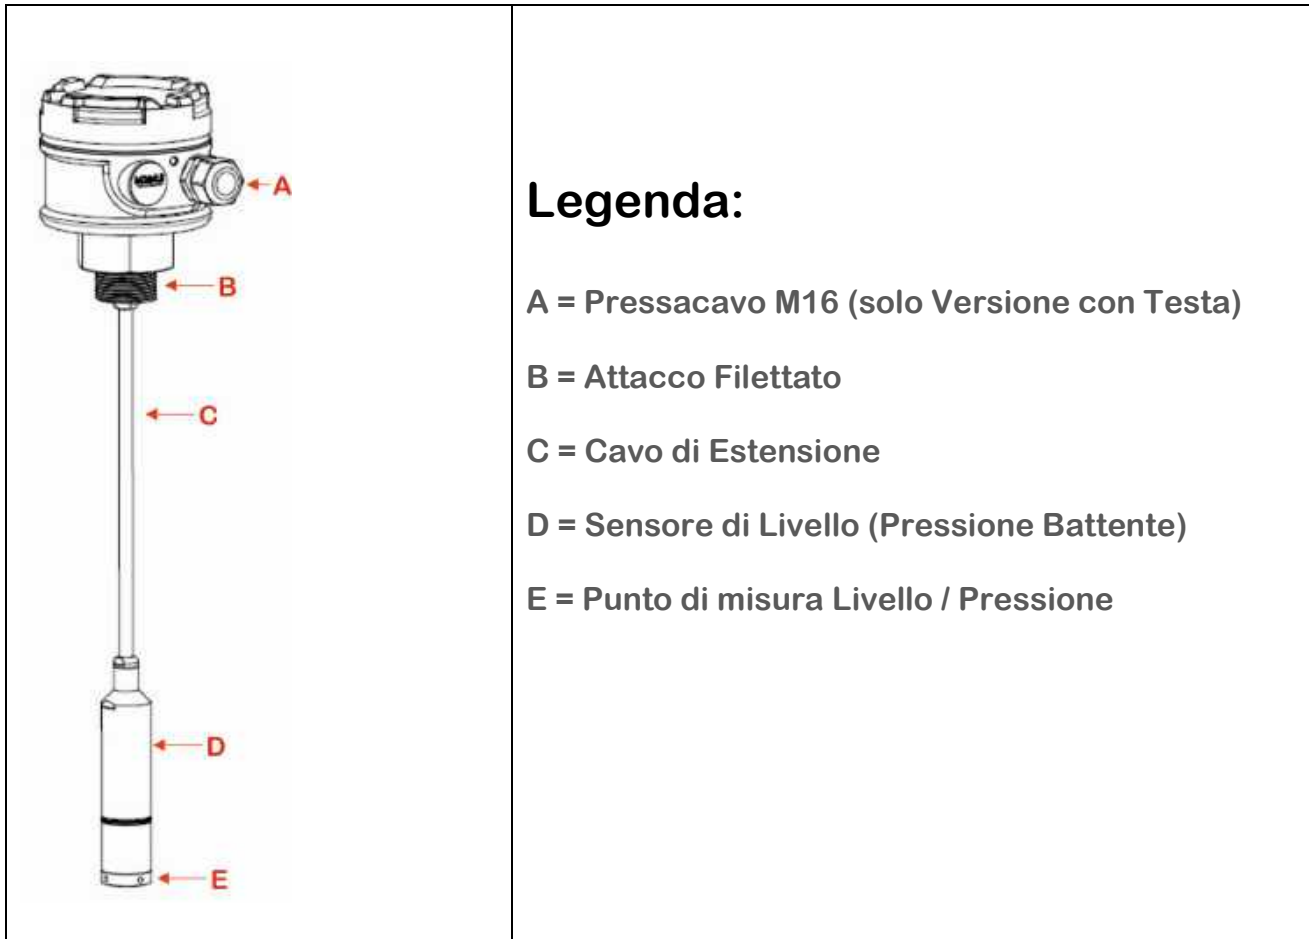 A
B
C
D
E
Legenda:
A = Pressacavo M16 (solo Versione con Testa)
B = Attacco Filettato
C = Cavo di Estensione
D = Sensore di Livello (Pressione Battente)
E = Punto di misura Livello / Pressione